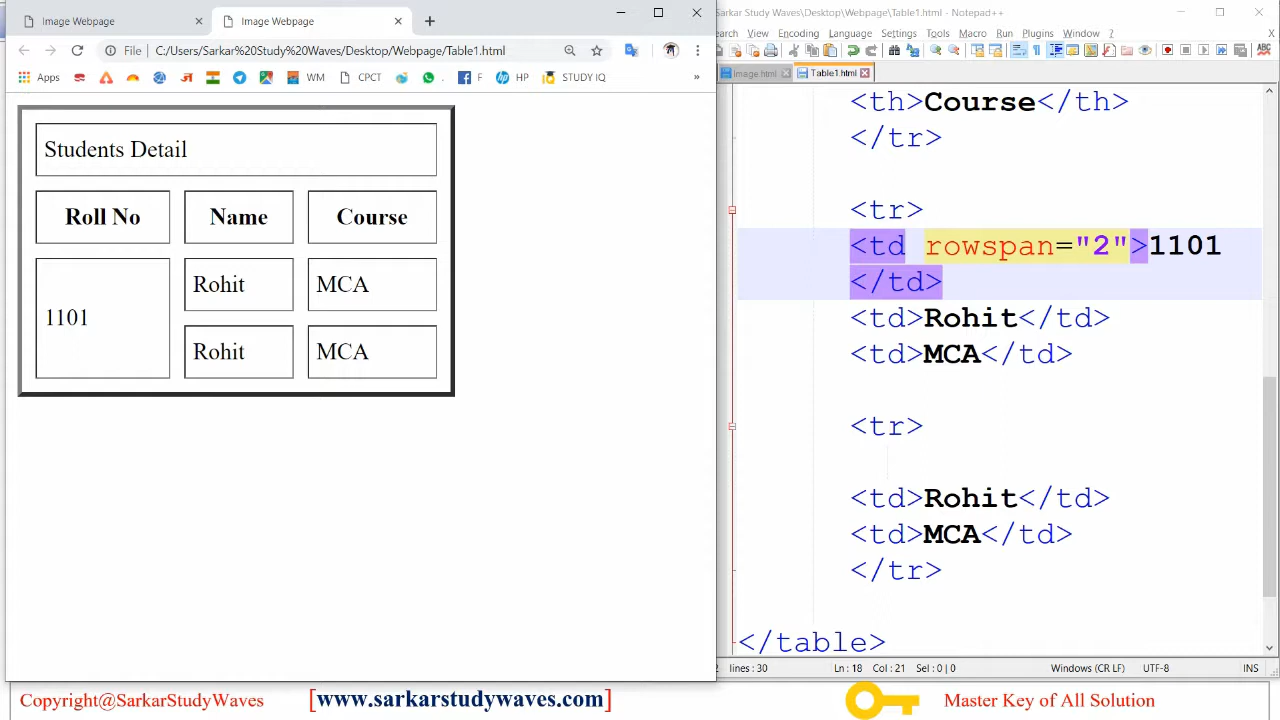 Image Webpage
Image Webpage
Sarkar Study Waves\Desktop\Webpage\Table1.html - Notepad++
File C:/Users/Sarkar%20Study%20Waves/Desktop/Webpage/Table1.html
Search View Encoding Language Settings Tools Macro Run Plugins Window ? X
Apps WM CPCT F HP STUDY IQ »
Image.html Table1.html
Students Detail
Roll No Name Course
1101 Rohit MCA
Rohit MCA
<th>Course</th>
</tr>
<tr>
<td rowspan="2">1101
</td>
<td>Rohit</td>
<td>MCA</td>
<tr>
<td>Rohit</td>
<td>MCA</td>
</tr>
</table>
lines: 30 Ln: 18 Col: 21 Sel: 0 | 0 Windows (CR LF) UTF-8 INS
Copyright@SarkarStudyWaves [www.sarkarstudywaves.com] Master Key of All Solution